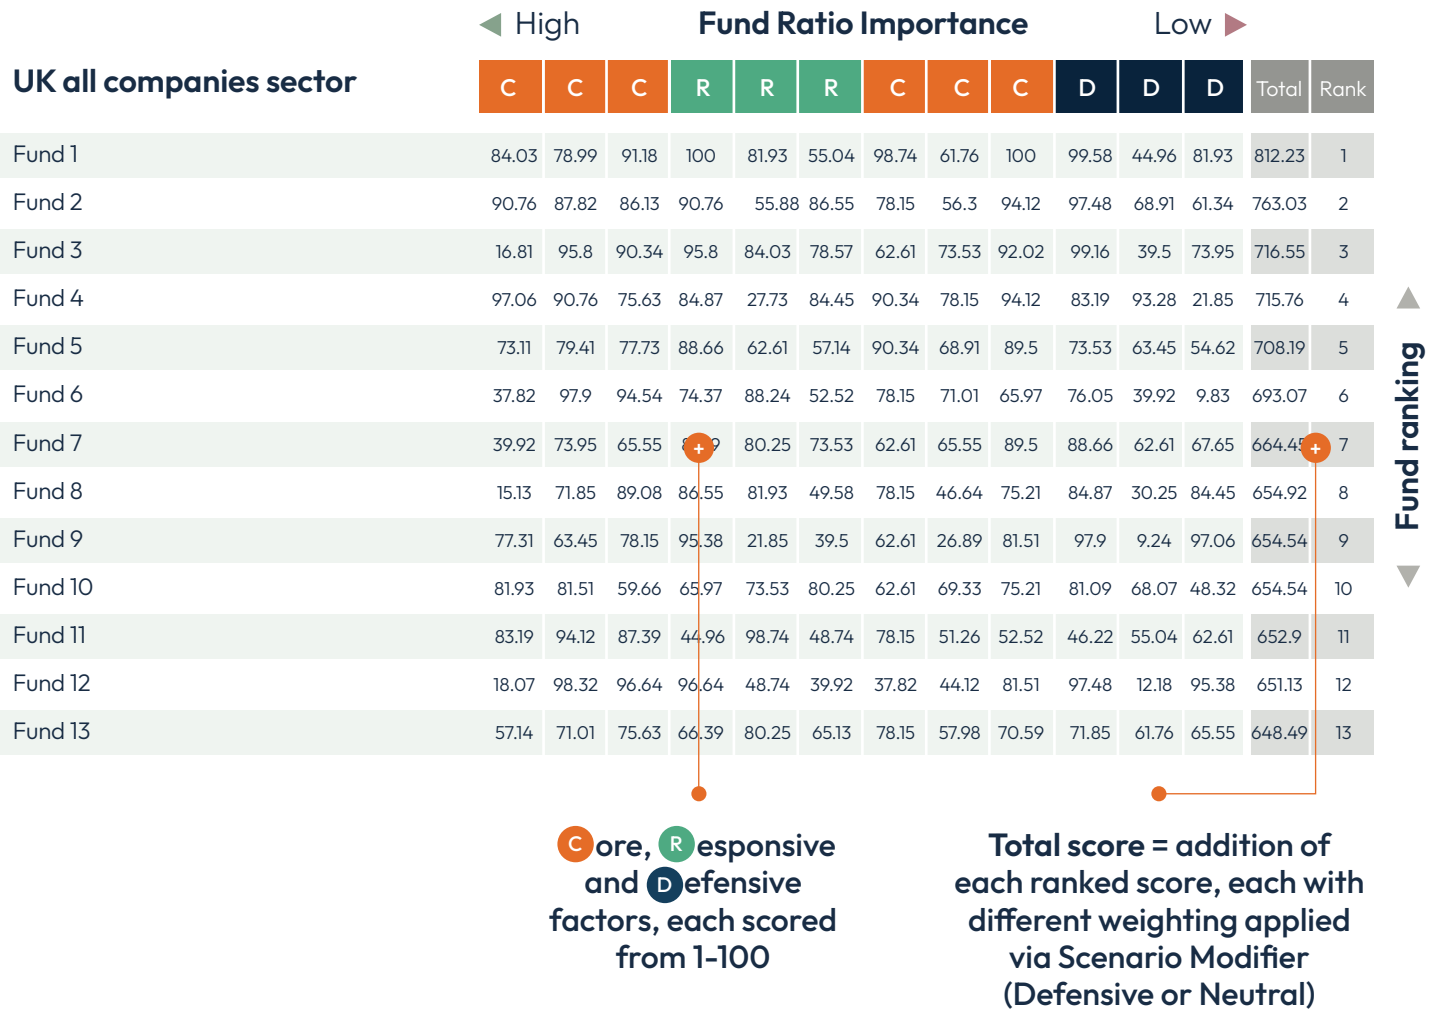 High Fund Ratio Importance Low
UK all companies sector C C C R R R C C C D D D Total Rank
Fund 1 84.03 78.99 91.18 100 81.93 55.04 98.74 61.76 100 99.58 44.96 81.93 812.23 1
Fund 2 90.76 87.82 86.13 90.76 55.88 86.55 78.15 56.3 94.12 97.48 68.91 61.34 763.03 2
Fund 3 16.81 95.8 90.34 95.8 84.03 78.57 62.61 73.53 92.02 99.16 39.5 73.95 716.55 3
Fund 4 97.06 90.76 75.63 84.87 27.73 84.45 90.34 78.15 94.12 83.19 93.28 21.85 715.76 4
Fund 5 73.11 79.41 77.73 88.66 62.61 57.14 90.34 68.91 89.5 73.53 63.45 54.62 708.19 5
Fund 6 37.82 97.9 94.54 74.37 88.24 52.52 78.15 71.01 65.97 76.05 39.92 9.83 693.07 6
Fund 7 39.92 73.95 65.55 80.25 73.53 62.61 65.55 89.5 88.66 62.61 67.65 7
Fund 8 15.13 71.85 89.08 86.55 81.93 49.58 78.15 46.64 75.21 84.87 30.25 84.45 654.92 8
Fund 9 77.31 63.45 78.15 95.38 21.85 39.5 62.61 26.89 81.51 97.9 9.24 97.06 654.54 9
Fund 10 81.93 81.51 59.66 65.97 73.53 80.25 62.61 69.33 75.21 81.09 68.07 48.32 654.54 10
Fund 11 83.19 94.12 87.39 44.96 98.74 48.74 78.15 51.26 52.52 46.22 55.04 62.61 652.9 11
Fund 12 18.07 98.32 96.64 96.64 48.74 39.92 37.82 44.12 81.51 97.48 12.18 95.38 651.13 12
Fund 13 57.14 71.01 75.63 66.39 80.25 65.13 78.15 57.98 70.59 71.85 61.76 65.55 648.49 13
Fund ranking
Core, Responsive
and Defensive
factors, each scored
from 1-100
Total score = addition of
each ranked score, each with
different weighting applied
via Scenario Modifier
(Defensive or Neutral)